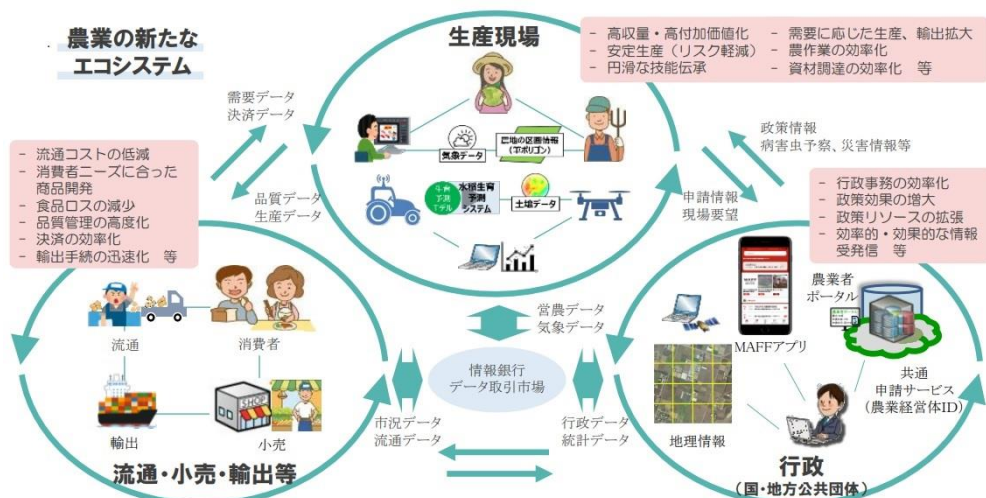 農業の新たな
エコシステム
生産現場
- 高収量・高付加価値化
- 安定生産（リスク軽減）
- 円滑な技能伝承
- 需要に応じた生産、輸出拡大
- 農作業の効率化
- 資材調達の効率化　等
需要データ
決済データ
品質データ
生産データ
気象データ
農地の区画情報
（筆ポリゴン）
生育
予測
モデル
水稲生育
予測
システム
土壌データ
政策情報
病害虫予察、災害情報等
申請情報
現場要望
- 流通コストの低減
- 消費者ニーズに合った
商品開発
- 食品ロスの減少
- 品質管理の高度化
- 決済の効率化
- 輸出手続の迅速化　等
- 行政事務の効率化
- 政策効果の増大
- 政策リソースの拡張
- 効率的・効果的な情報
受発信　等
流通
消費者
輸出
SHOP
小売
流通・小売・輸出等
営農データ
気象データ
情報銀行
データ取引市場
市況データ
流通データ
行政データ
統計データ
MAFFアプリ
農業者
ポータル
共通
申請サービス
（農業経営体ID）
地理情報
行政
（国・地方公共団体）